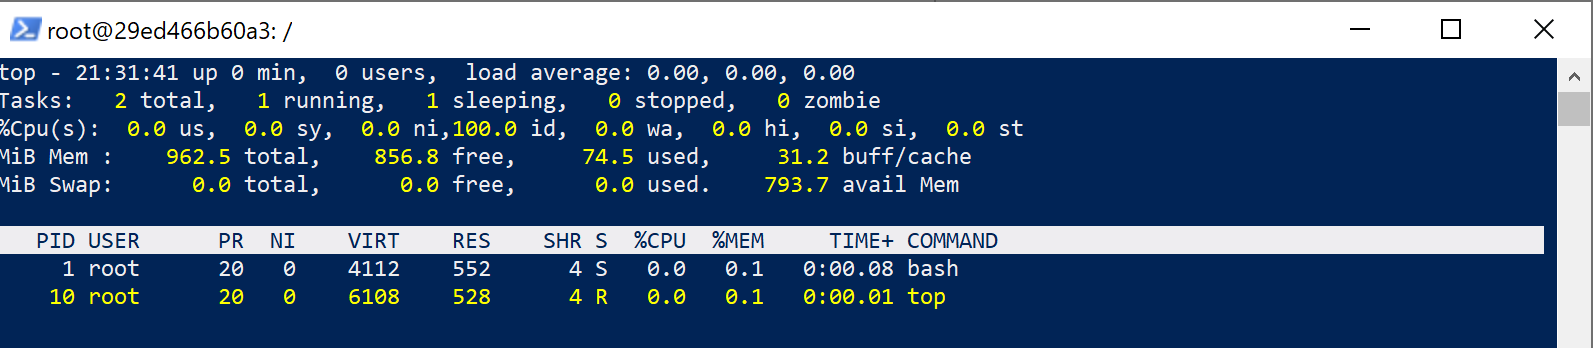 root@29ed466b60a3: /
top - 21:31:41 up 0 min,  0 users,  load average: 0.00, 0.00, 0.00
Tasks:   2 total,   1 running,   1 sleeping,   0 stopped,   0 zombie
%Cpu(s):  0.0 us,  0.0 sy,  0.0 ni,100.0 id,  0.0 wa,  0.0 hi,  0.0 si,  0.0 st
MiB Mem :    962.5 total,    856.8 free,     74.5 used,     31.2 buff/cache
MiB Swap:      0.0 total,      0.0 free,      0.0 used.    793.7 avail Mem
PID USER      PR  NI    VIRT    RES    SHR S  %CPU  %MEM     TIME+ COMMAND
1 root      20   0    4112    552      4 S   0.0   0.1   0:00.08 bash
10 root      20   0    6108    528      4 R   0.0   0.1   0:00.01 top